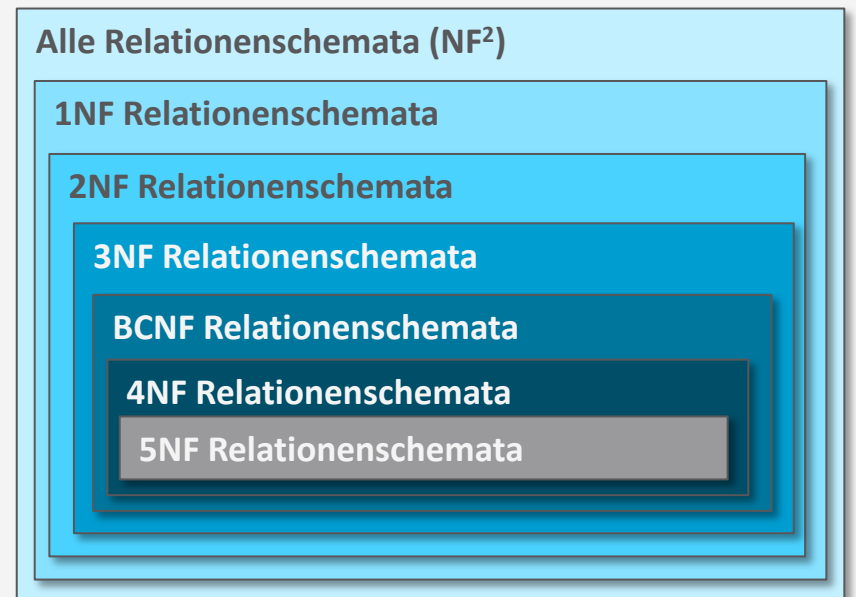 Alle Relationenschemata (NF²)
1NF Relationenschemata
2NF Relationenschemata
3NF Relationenschemata
BCNF Relationenschemata
4NF Relationenschemata
5NF Relationenschemata